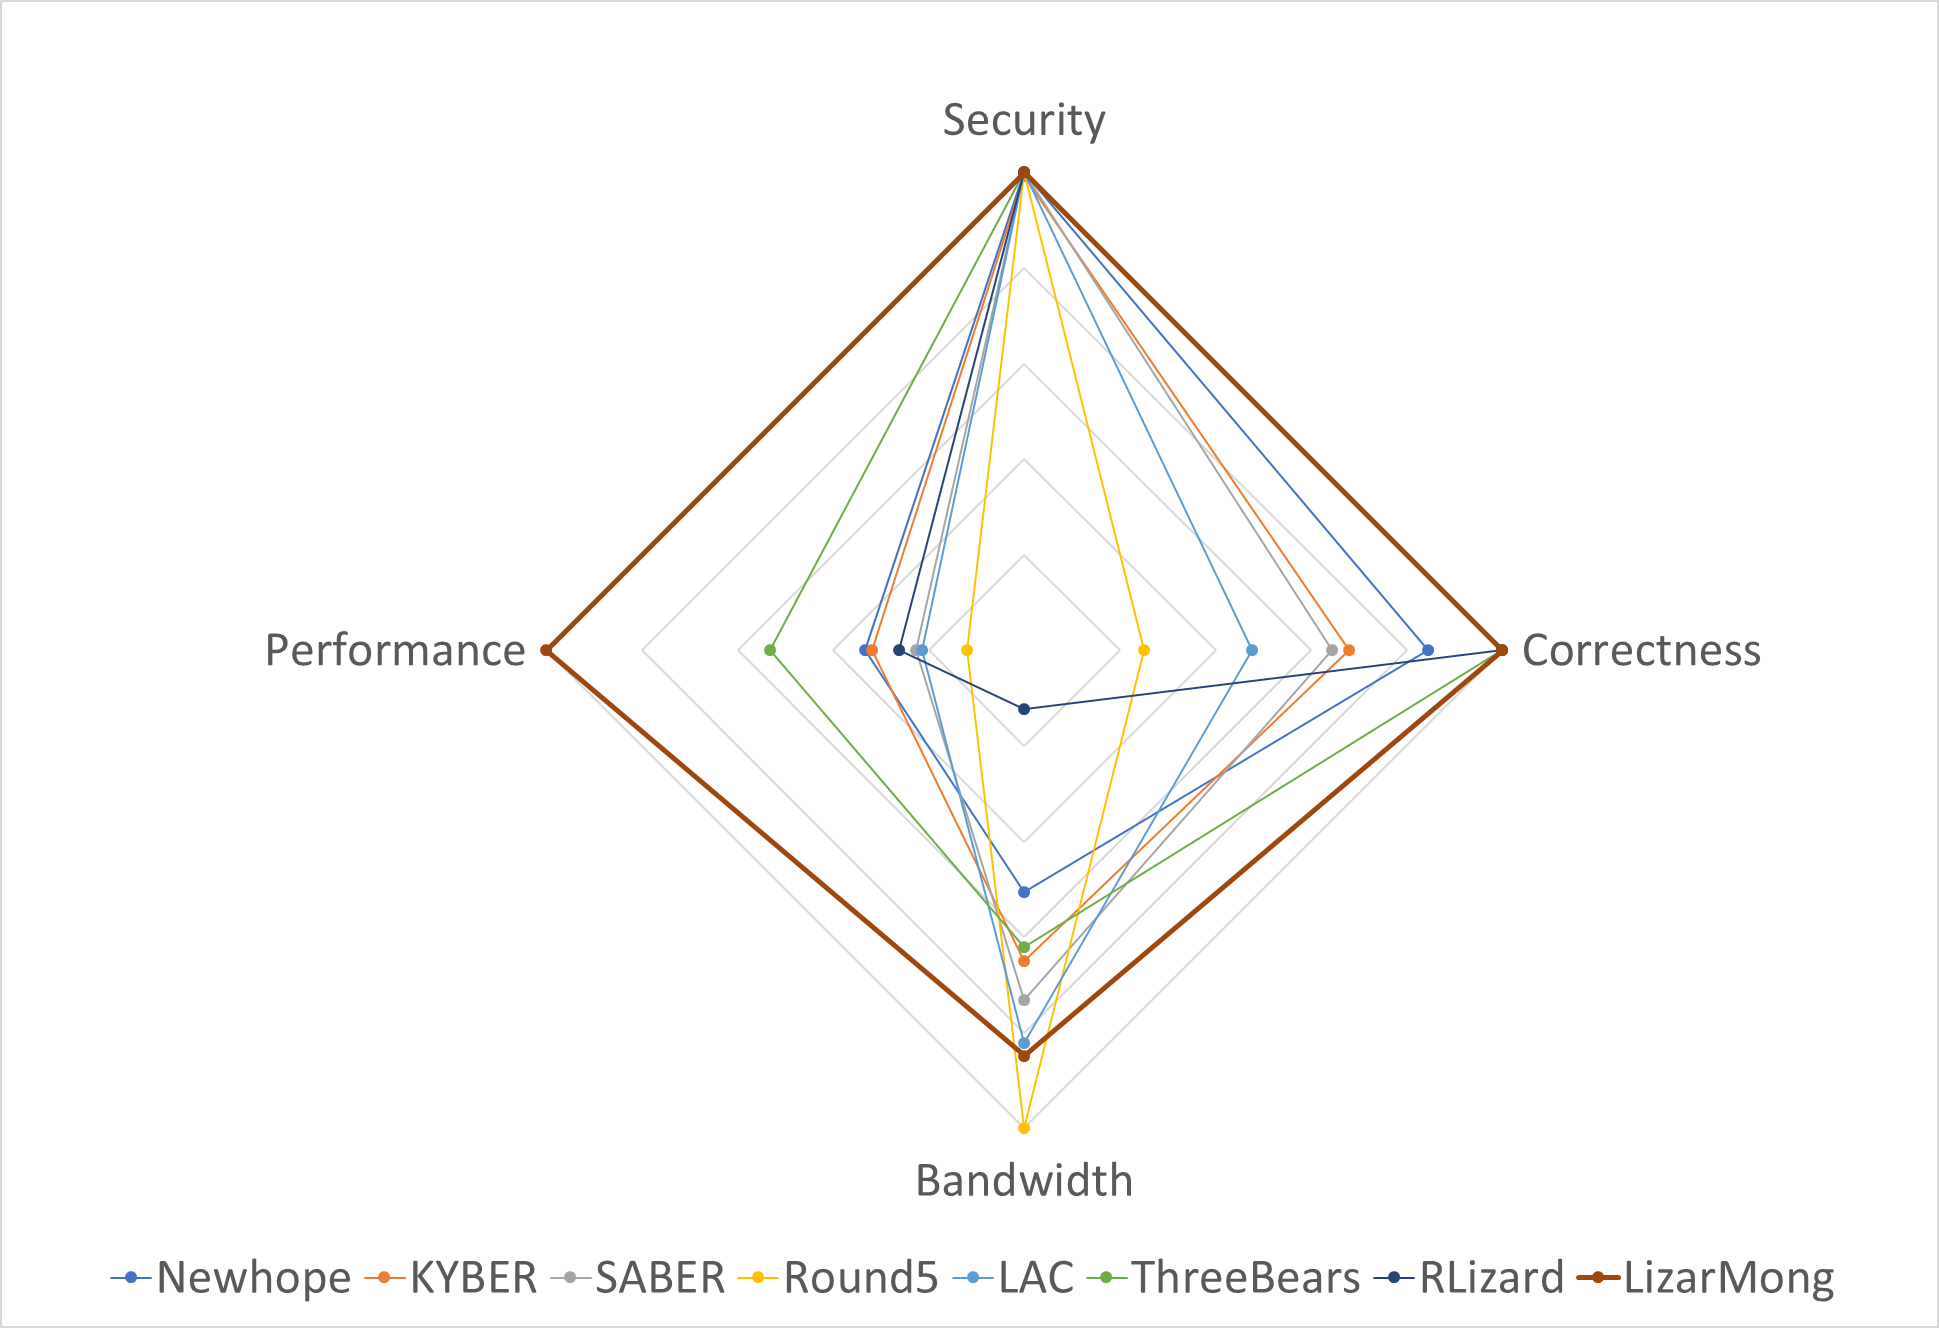 Security
Performance
Correctness
Bandwidth
Newhope KYBER SABER Round5 LAC ThreeBears RLizard LizarMong